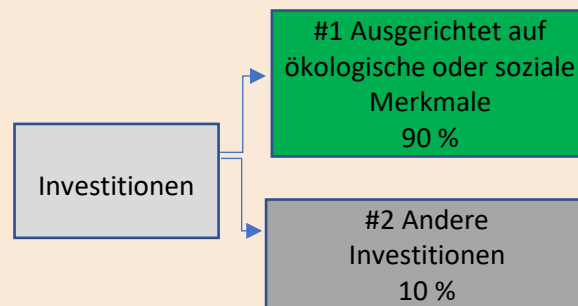 #1 Ausgerichtet auf
ökologische oder soziale
Merkmale
90 %
Investitionen
#2 Andere
Investitionen
10 %